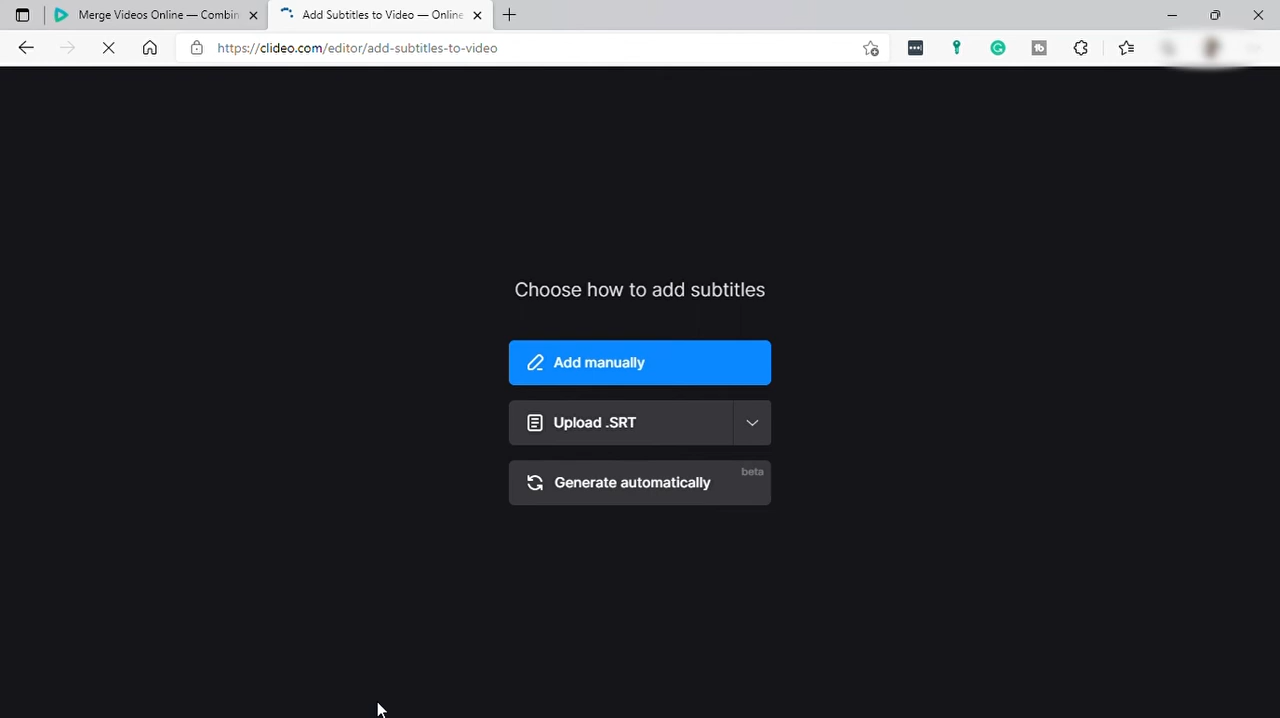 Merge Videos Online — Combin
Add Subtitles to Video — Online
https://clideo.com/editor/add-subtitles-to-video
Choose how to add subtitles
Add manually
Upload .SRT
beta
Generate automatically